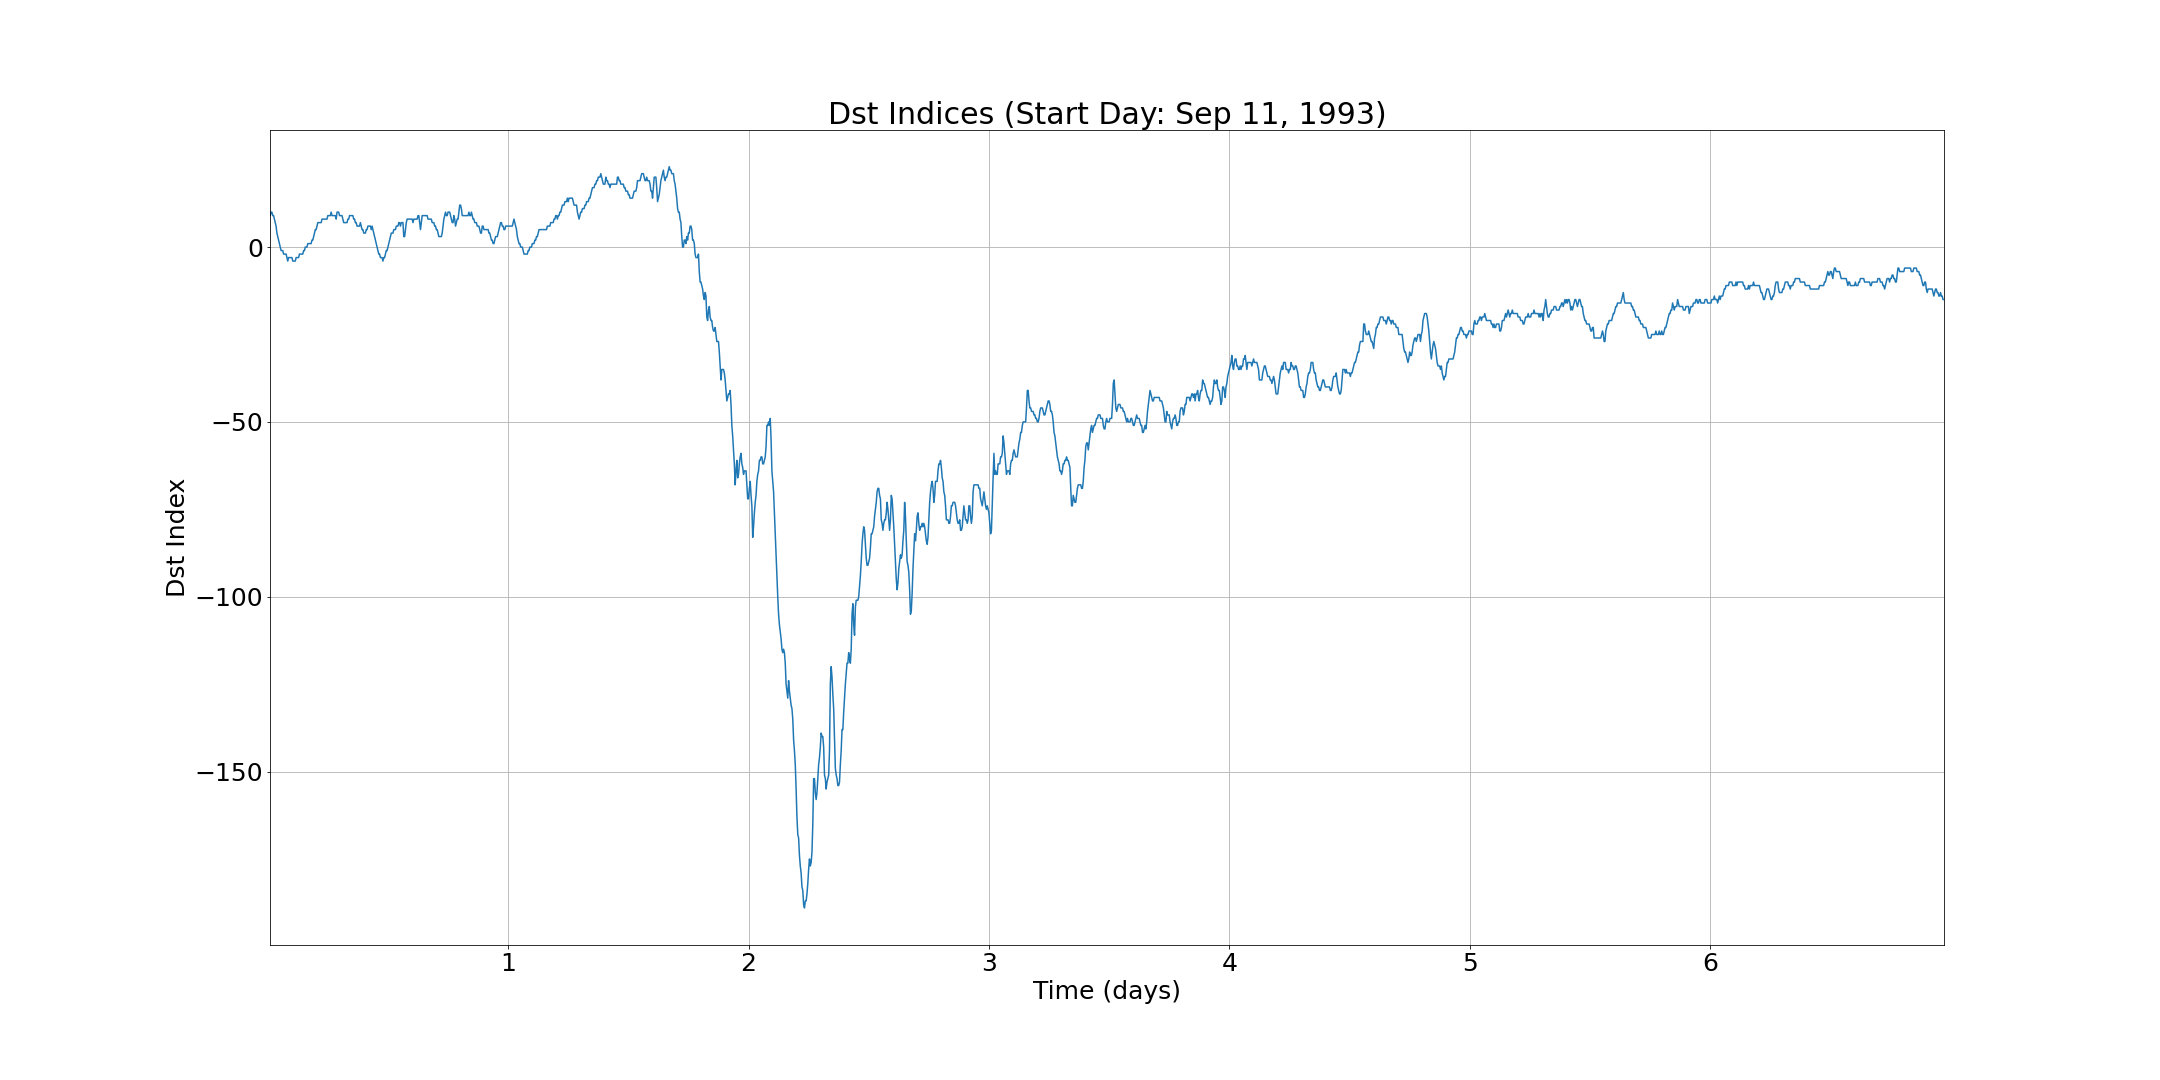 Dst Indices (Start Day: Sep 11, 1993)
Dst Index
0
−50
−100
−150
1 2 3 4 5 6
Time (days)